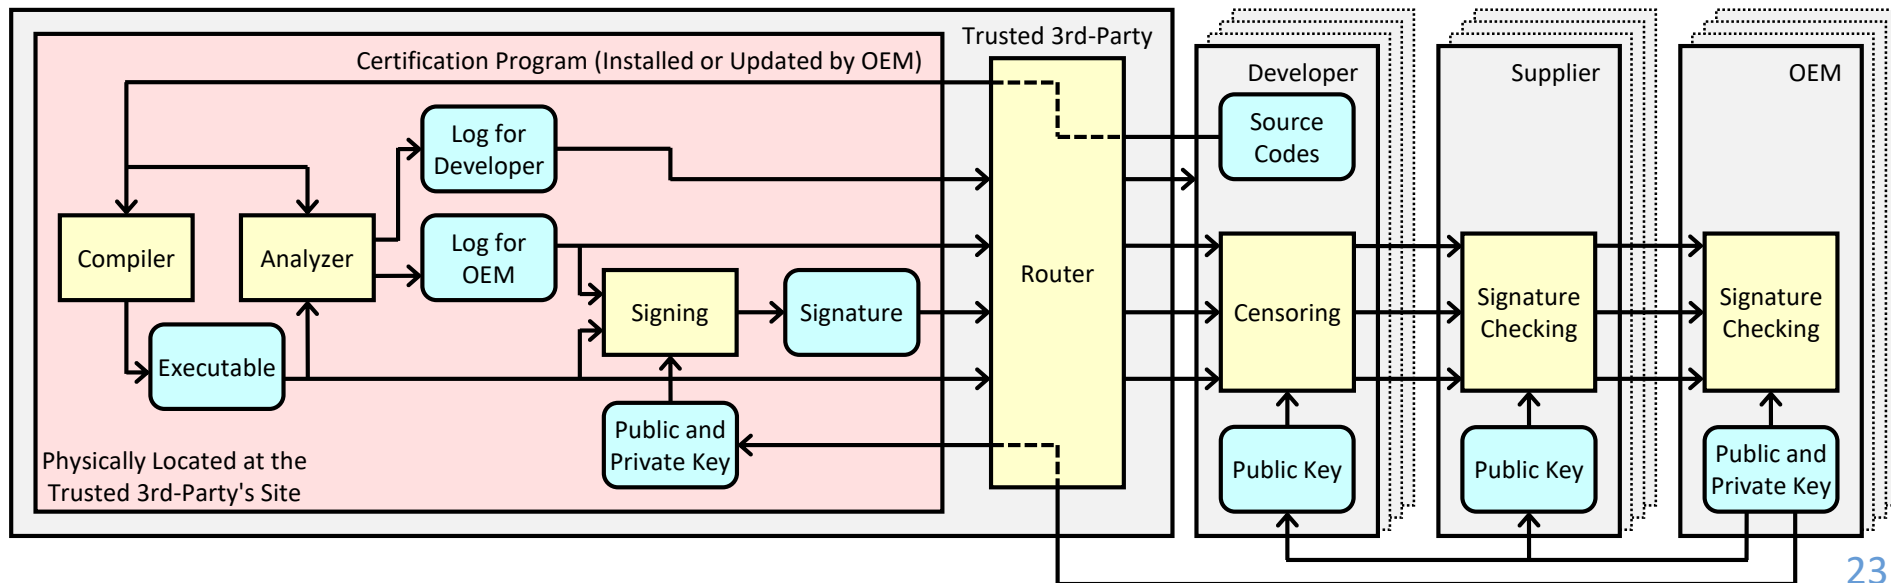 Trusted 3rd-Party
Certification Program (Installed or Updated by OEM)
Log for
Developer
Compiler
Analyzer
Log for
OEM
Signing
Signature
Executable
Public and
Private Key
Physically Located at the
Trusted 3rd-Party's Site
Router
Developer
Source
Codes
Censoring
Public Key
Supplier
Signature
Checking
Public Key
OEM
Signature
Checking
Public and
Private Key
23